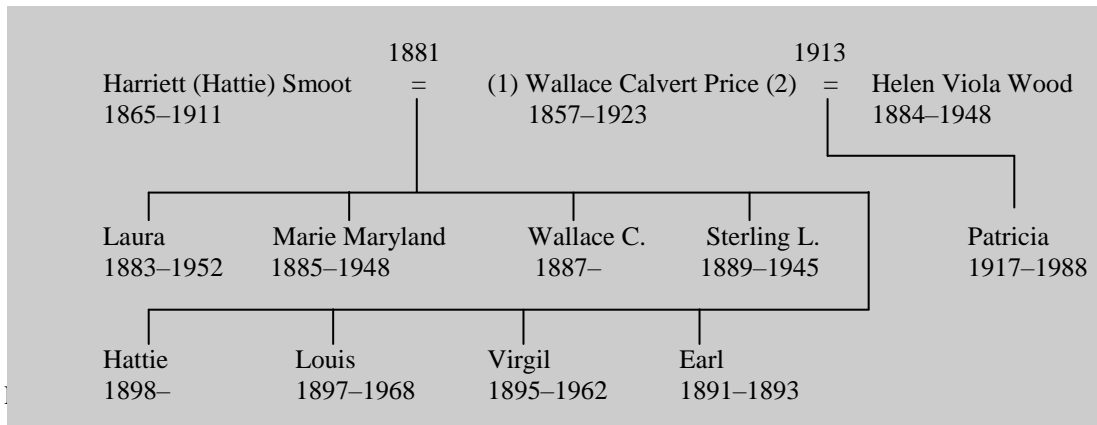 1881 1913
Harriett (Hattie) Smoot = (1) Wallace Calvert Price (2) = Helen Viola Wood
1865–1911 1857–1923 1884–1948
Laura Marie Maryland Wallace C. Sterling L. Patricia
1883–1952 1885–1948 1887– 1889–1945 1917–1988
Hattie Louis Virgil Earl
1898– 1897–1968 1895–1962 1891–1893